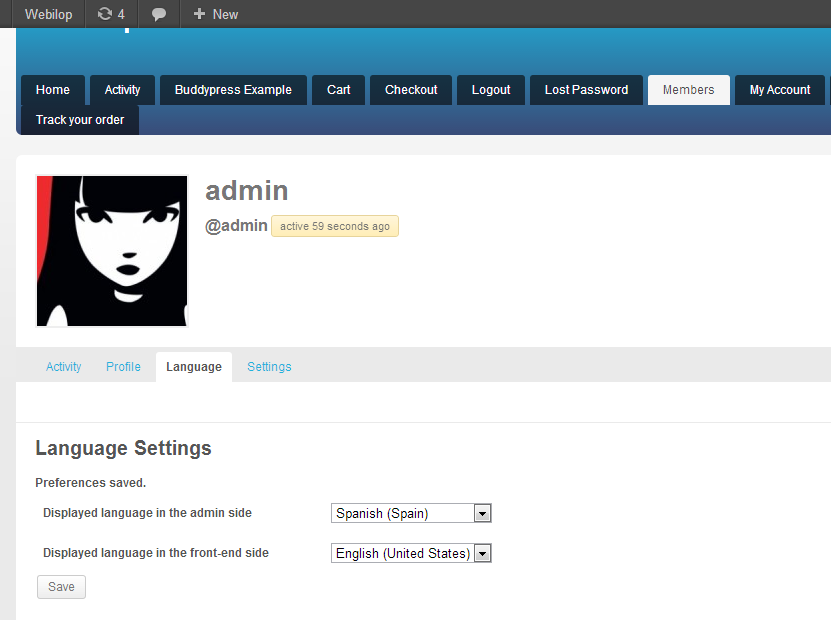 Webilop 4 New
Home Activity Buddypress Example Cart Checkout Logout Lost Password Members My Account
Track your order
admin
@admin active 59 seconds ago
Activity Profile Language Settings
Language Settings
Preferences saved.
Displayed language in the admin side Spanish (Spain)
Displayed language in the front-end side English (United States)
Save